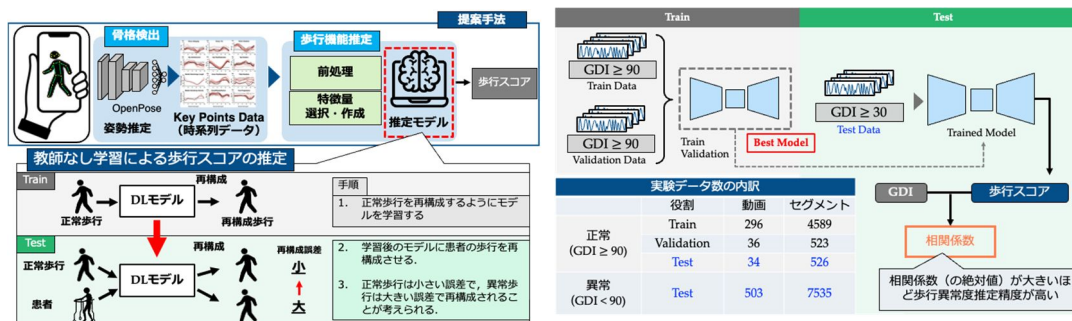 提案手法
骨格検出
歩行機能推定
OpenPose
姿勢推定
Key Points Data
(時系列データ)
前処理
特徴量
選択・作成
推定モデル
歩行スコア
教師なし学習による歩行スコアの推定
Train
正常歩行
DLモデル
再構成
再構成歩行
手順
1. 正常歩行を再構成するようにモデ
ルを学習する
Test
正常歩行
患者
DLモデル
再構成
再構成誤差
小
大
2. 学習後のモデルに患者の歩行を再
構成させる.
3. 正常歩行は小さい誤差で，異常歩
行は大きい誤差で再構成されるこ
とが考えられる.
Train
Test
GDI ≥ 90
Train Data
GDI ≥ 90
Validation Data
Train
Validation
Best Model
GDI ≥ 30
Test Data
Trained Model
GDI
歩行スコア
相関係数
相関係数（の絶対値）が大きいほ
ど歩行異常度推定精度が高い
実験データ数の内訳
役割 動画 セグメント
正常
(GDI ≥ 90)
Train 296 4589
Validation 36 523
Test 34 526
異常
(GDI < 90)
Test 503 7535